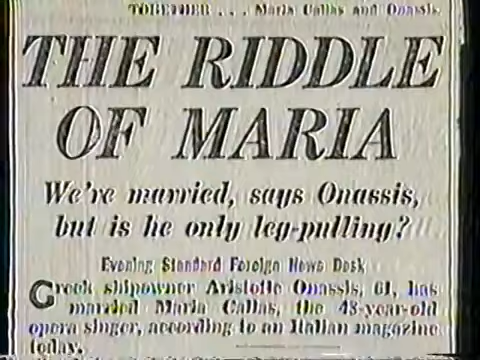 TOGETHER . . . Maria Callas and Onassis.
THE RIDDLE
OF MARIA
We're married, says Onassis,
but is he only leg-pulling?
Evening Standard Foreign News Desk
Greek shipowner Aristotle Onassis, 61, has
married Maria Callas, the 48-year-old
opera singer, according to an Italian magazine
today.